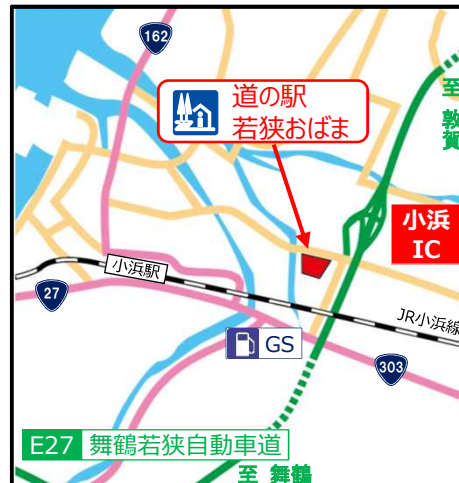 162
道の駅
若狭おばま
至
敦賀
小浜
IC
小浜駅
27
JR小浜線
GS
303
E27 舞鶴若狭自動車道
至 舞鶴